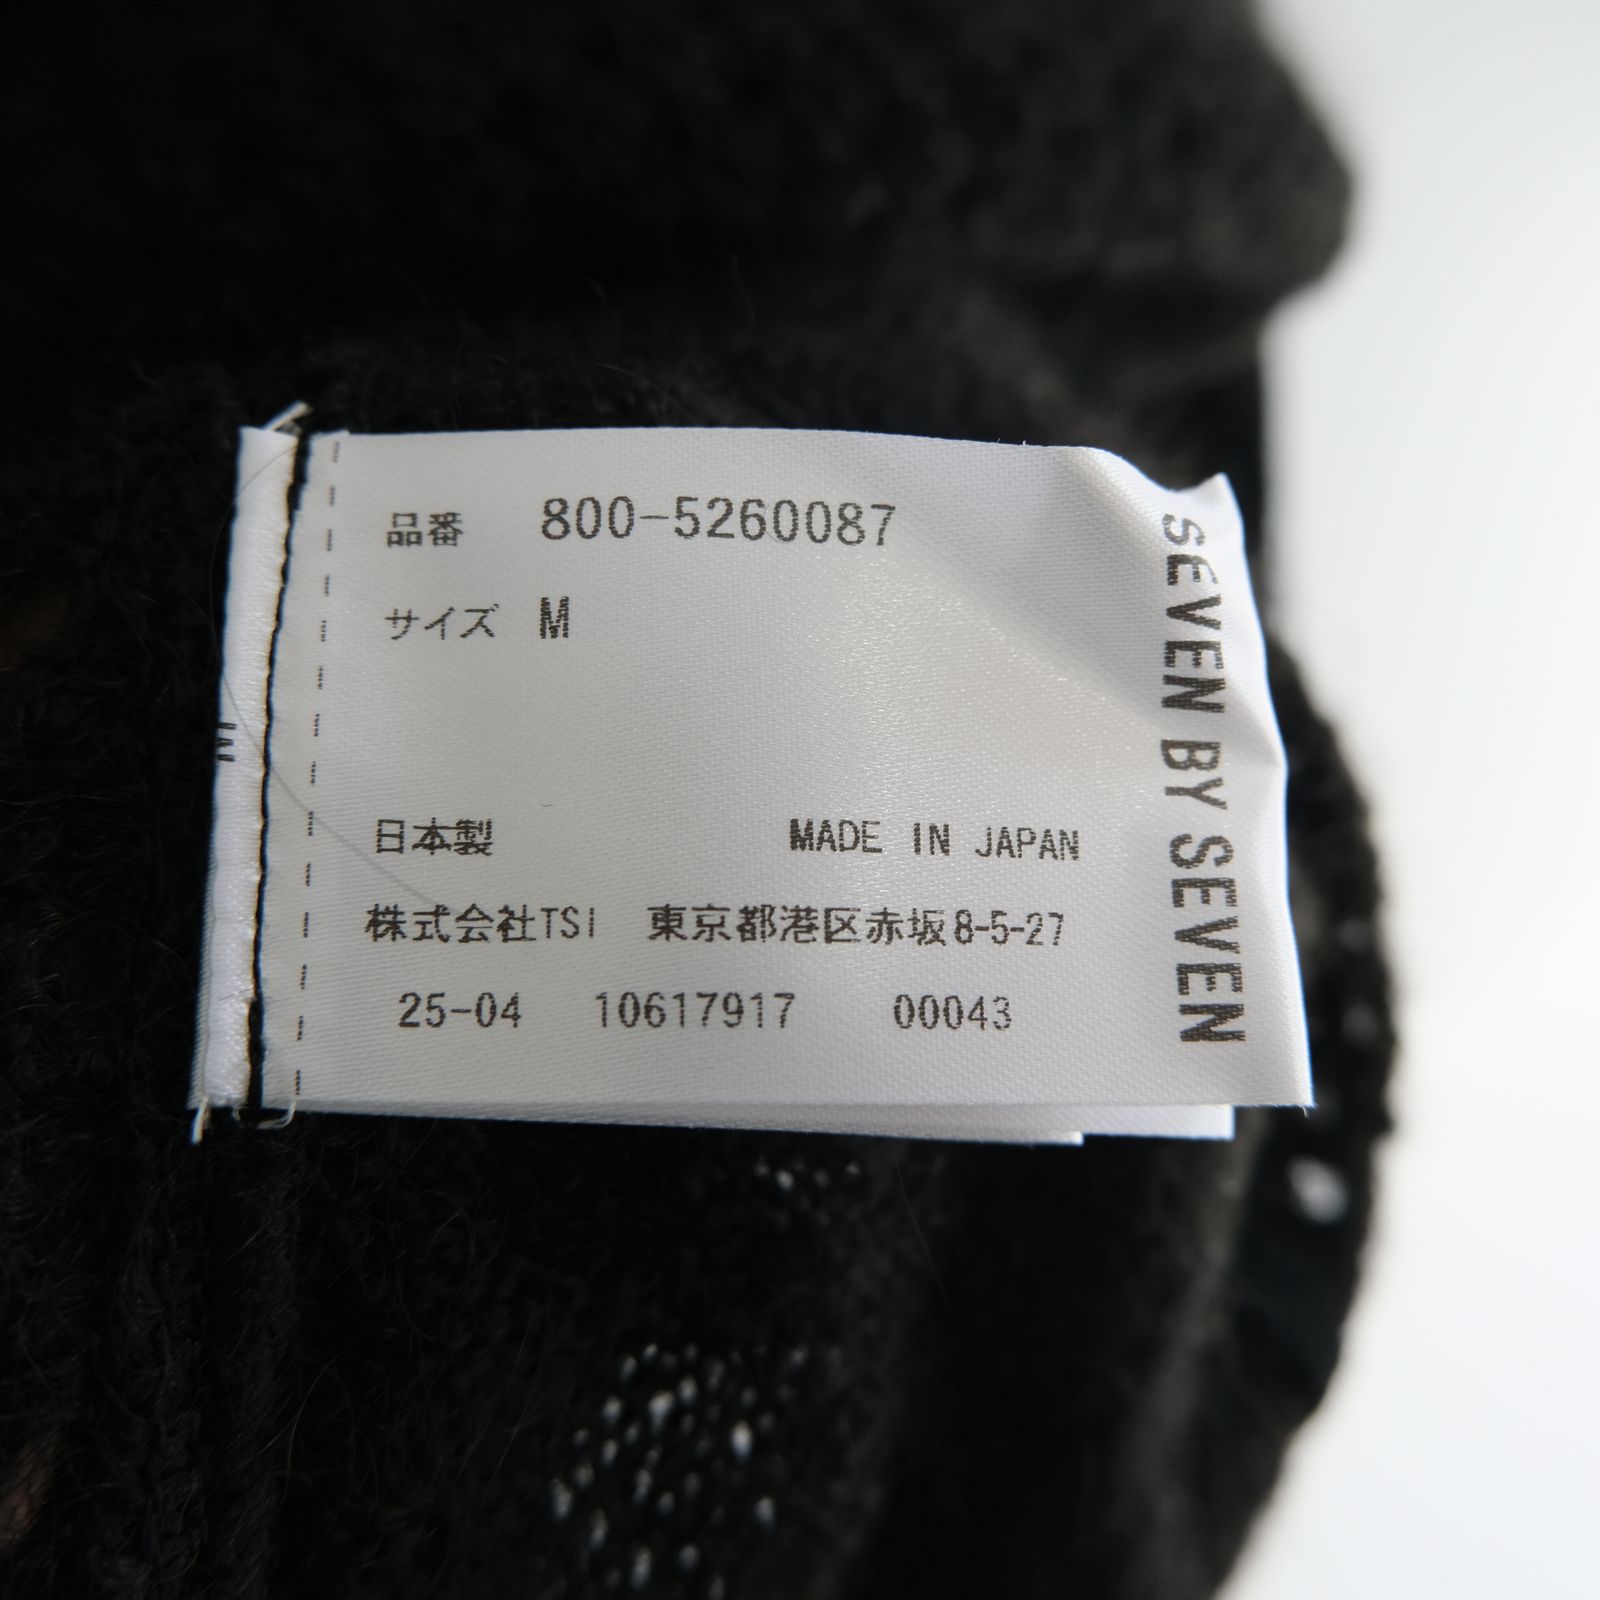 品番 800-5260087
サイズ M
日本製 MADE IN JAPAN
株式会社TSI 東京都港区赤坂8-5-27
25-04 10617917 00043
SEVEN BY SEVEN